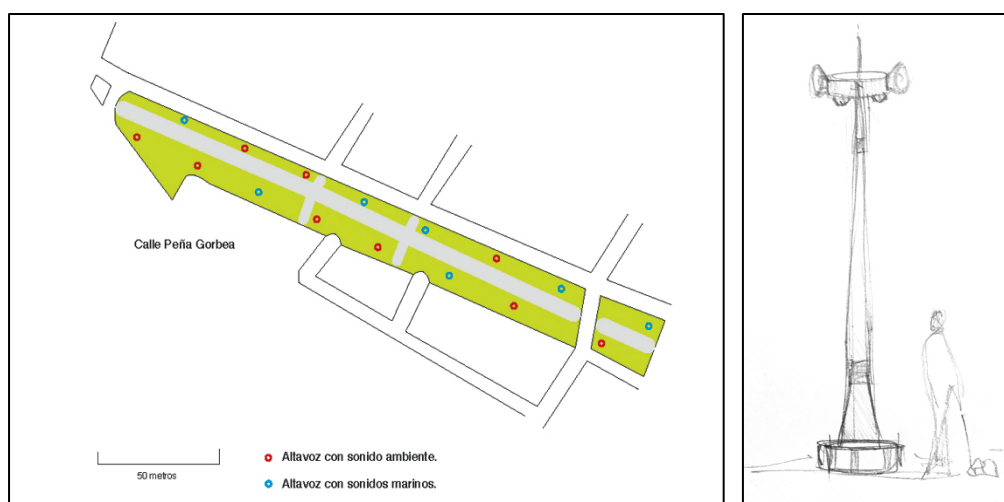 Calle Peña Gorbea
50 metros
Altavoz con sonido ambiente.
Altavoz con sonidos marinos.